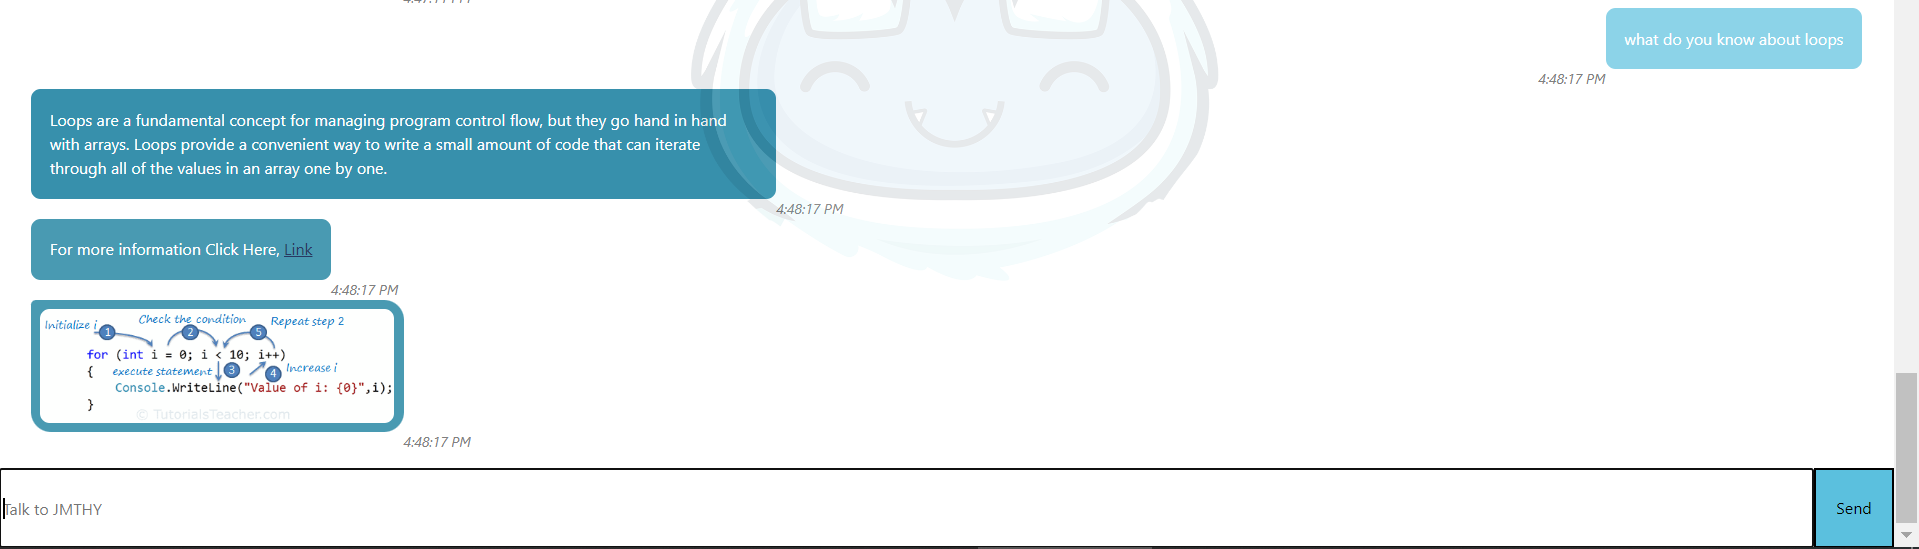 what do you know about loops
4:48:17 PM
Loops are a fundamental concept for managing program control flow, but they go hand in hand
with arrays. Loops provide a convenient way to write a small amount of code that can iterate
through all of the values in an array one by one.
4:48:17 PM
For more information Click Here, Link
4:48:17 PM
Initialize i 1 Check the condition 2 5 Repeat step 2
for (int i = 0; i < 10; i++)
{ execute statement 3 4 Increase i
Console.WriteLine("Value of i: {0}",i);
}
© TutorialsTeacher.com
4:48:17 PM
Talk to JMTHY
Send